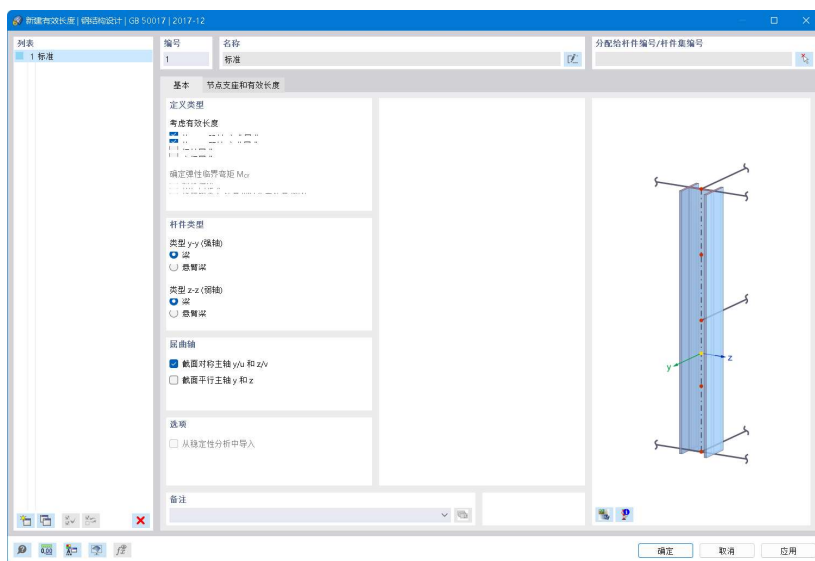 新建有效长度 | 钢结构设计 | GB 50017 | 2017-12
列表
1 标准
编号
1
名称
标准
分配给杆件编号/杆件集编号
基本
节点支座和有效长度
定义类型
考虑有效长度
确定弹性临界弯矩 Mcr
杆件类型
类型 y-y (强轴)
梁
悬臂梁
类型 z-z (弱轴)
梁
悬臂梁
屈曲轴
截面对称主轴 y/u 和 z/v
截面平行主轴 y 和 z
选项
从稳定性分析中导入
备注
y
z
0,00
确定
取消
应用